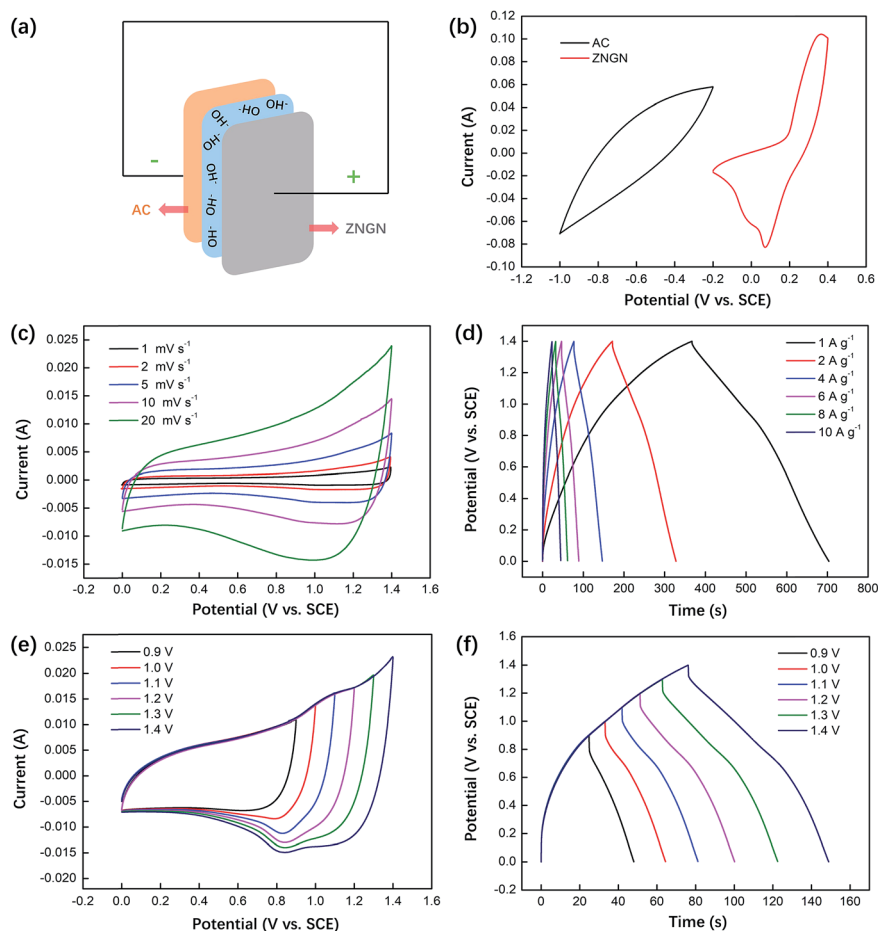 (a)
-
+
AC
ZNGN
OH-
OH-
-HO
-HO
OH-
OH-
-HO
-HO
(b)
AC
ZNGN
0.12
0.10
0.08
0.06
0.04
0.02
0.00
-0.02
-0.04
-0.06
-0.08
-0.10
Current (A)
-1.2 -1.0 -0.8 -0.6 -0.4 -0.2 0.0 0.2 0.4 0.6
Potential (V vs. SCE)
(c)
1 mV s-1
2 mV s-1
5 mV s-1
10 mV s-1
20 mV s-1
0.025
0.020
0.015
0.010
0.005
0.000
-0.005
-0.010
-0.015
Current (A)
-0.2 0.0 0.2 0.4 0.6 0.8 1.0 1.2 1.4 1.6
Potential (V vs. SCE)
(d)
1 A g-1
2 A g-1
4 A g-1
6 A g-1
8 A g-1
10 A g-1
1.4
1.2
1.0
0.8
0.6
0.4
0.2
0.0
Potential (V vs. SCE)
0 100 200 300 400 500 600 700 800
Time (s)
(e)
0.9 V
1.0 V
1.1 V
1.2 V
1.3 V
1.4 V
0.025
0.020
0.015
0.010
0.005
0.000
-0.005
-0.010
-0.015
-0.020
Current (A)
-0.2 0.0 0.2 0.4 0.6 0.8 1.0 1.2 1.4 1.6
Potential (V vs. SCE)
(f)
0.9 V
1.0 V
1.1 V
1.2 V
1.3 V
1.4 V
1.6
1.4
1.2
1.0
0.8
0.6
0.4
0.2
0.0
-0.2
Potential (V vs. SCE)
0 20 40 60 80 100 120 140 160
Time (s)